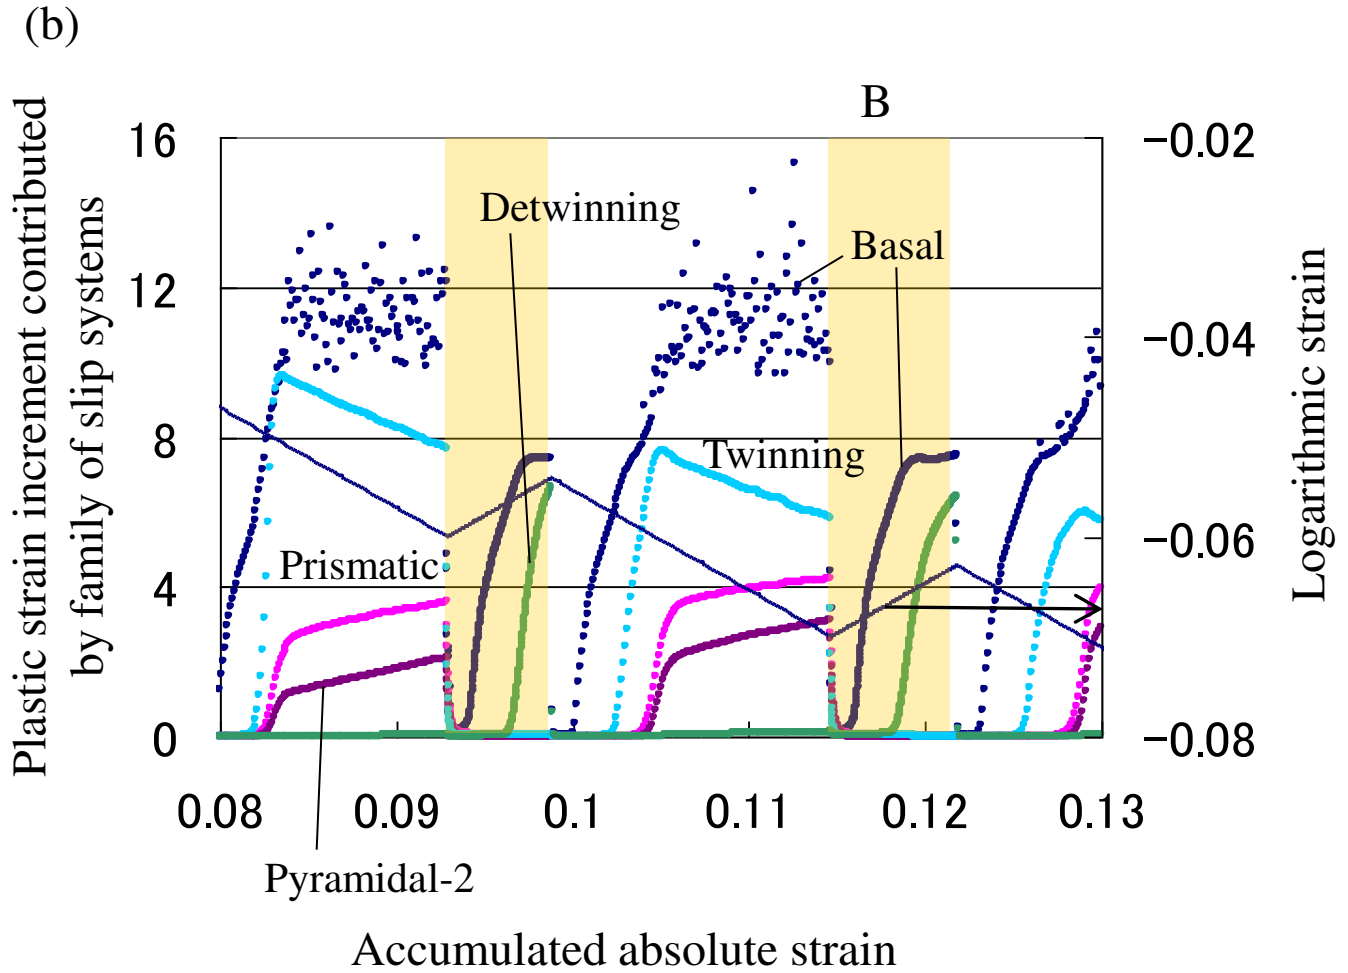 (b)
B
16
12
8
4
0
−0.02
−0.04
−0.06
−0.08
Detwinning
Basal
Twinning
Prismatic
Pyramidal-2
0.08 0.09 0.1 0.11 0.12 0.13
Accumulated absolute strain
Plastic strain increment contributed
by family of slip systems
Logarithmic strain